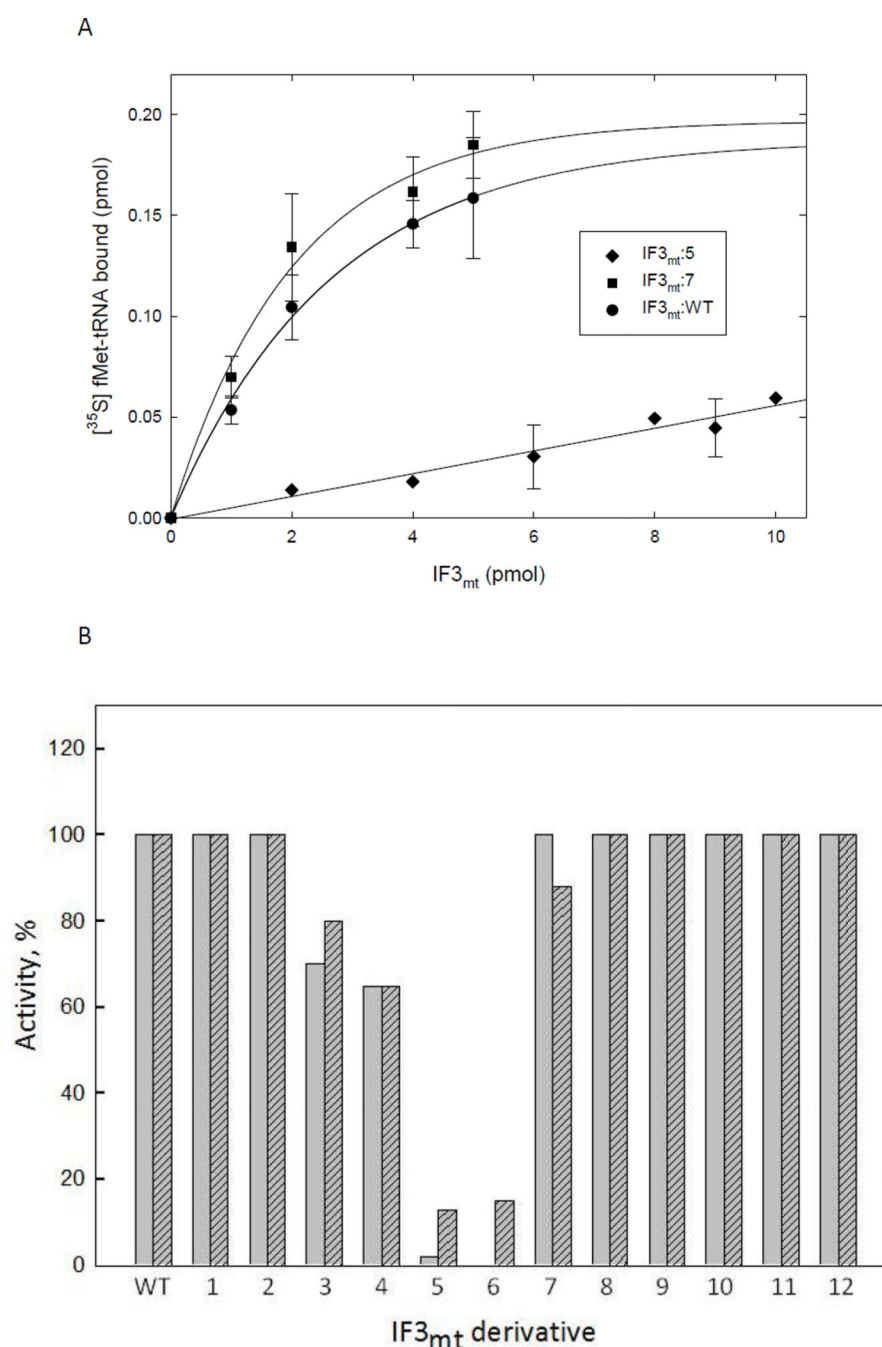 A
[³⁵S] fMet-tRNA bound (pmol)
0.20
0.15
0.10
0.05
0.00
IF3mt:5
IF3mt:7
IF3mt:WT
0 2 4 6 8 10
IF3mt (pmol)
B
Activity, %
120
100
80
60
40
20
0
WT 1 2 3 4 5 6 7 8 9 10 11 12
IF3mt derivative